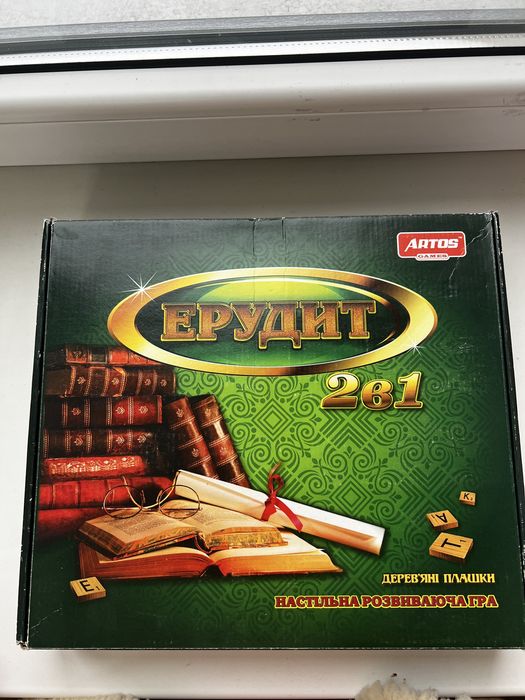 ARTOS
GAMES
ЕРУДИТ
2в1
К
А
Т
Е
ДЕРЕВ'ЯНІ ПЛАШКИ
НАСТІЛЬНА РОЗВИВАЮЧА ГРА